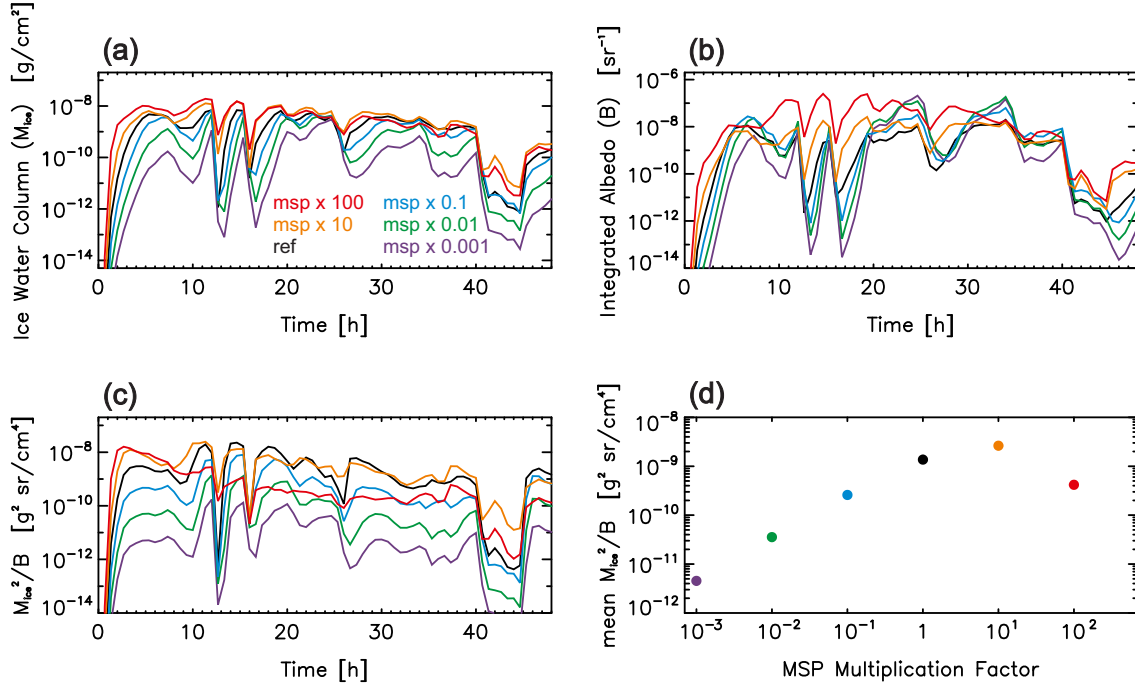 (a)
Ice Water Column (Mice) [g/cm²]
10⁻⁸
10⁻¹⁰
10⁻¹²
10⁻¹⁴
msp x 100
msp x 0.1
msp x 10
msp x 0.01
ref
msp x 0.001
0 10 20 30 40
Time [h]
(b)
Integrated Albedo (B) [sr⁻¹]
10⁻⁶
10⁻⁸
10⁻¹⁰
10⁻¹²
10⁻¹⁴
0 10 20 30 40
Time [h]
(c)
Mice²/B [g² sr/cm⁴]
10⁻⁸
10⁻¹⁰
10⁻¹²
10⁻¹⁴
0 10 20 30 40
Time [h]
(d)
mean Mice²/B [g² sr/cm⁴]
10⁻⁸
10⁻⁹
10⁻¹⁰
10⁻¹¹
10⁻¹²
10⁻³ 10⁻² 10⁻¹ 1 10¹ 10²
MSP Multiplication Factor